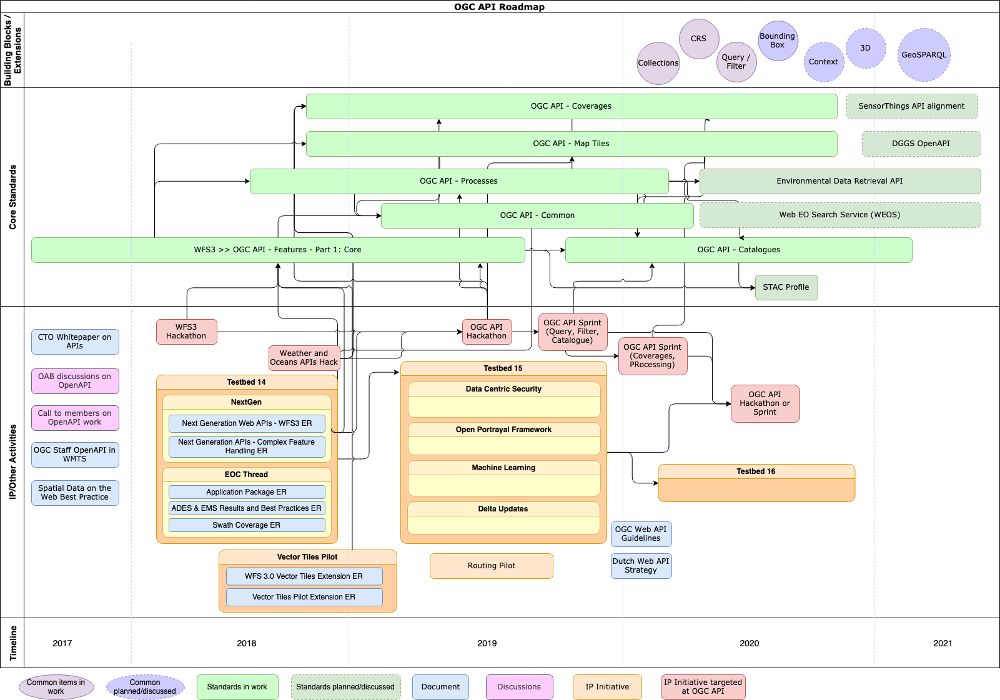 OGC API Roadmap
Building Blocks /
Extensions
Collections
CRS
Query /
Filter
Bounding
Box
Context
3D
GeoSPARQL
Core Standards
OGC API - Coverages
SensorThings API alignment
OGC API - Map Tiles
DGGS OpenAPI
OGC API - Processes
Environmental Data Retrieval API
OGC API - Common
Web EO Search Service (WEOS)
WFS3 >> OGC API - Features - Part 1: Core
OGC API - Catalogues
STAC Profile
IP/Other Activities
CTO Whitepaper on
APIs
OAB discussions on
OpenAPI
Call to members on
OpenAPI work
OGC Staff OpenAPI in
WMTS
Spatial Data on the
Web Best Practice
WFS3
Hackathon
Weather and
Oceans APIs Hack
OGC API
Hackathon
OGC API Sprint
(Query, Filter,
Catalogue)
OGC API Sprint
(Coverages,
PRocessing)
OGC API
Hackathon or
Sprint
Testbed 14
NextGen
Next Generation Web APIs - WFS3 ER
Next Generation APIs - Complex Feature
Handling ER
EOC Thread
Application Package ER
ADES & EMS Results and Best Practices ER
Swath Coverage ER
Vector Tiles Pilot
WFS 3.0 Vector Tiles Extension ER
Vector Tiles Pilot Extension ER
Testbed 15
Data Centric Security
Open Portrayal Framework
Machine Learning
Delta Updates
Routing Pilot
Testbed 16
OGC Web API
Guidelines
Dutch Web API
Strategy
Timeline
2017
2018
2019
2020
2021
Common items in
work
Common
planned/discussed
Standards in work
Standards planned/discussed
Document
Discussions
IP Initiative
IP Initiative targeted
at OGC API